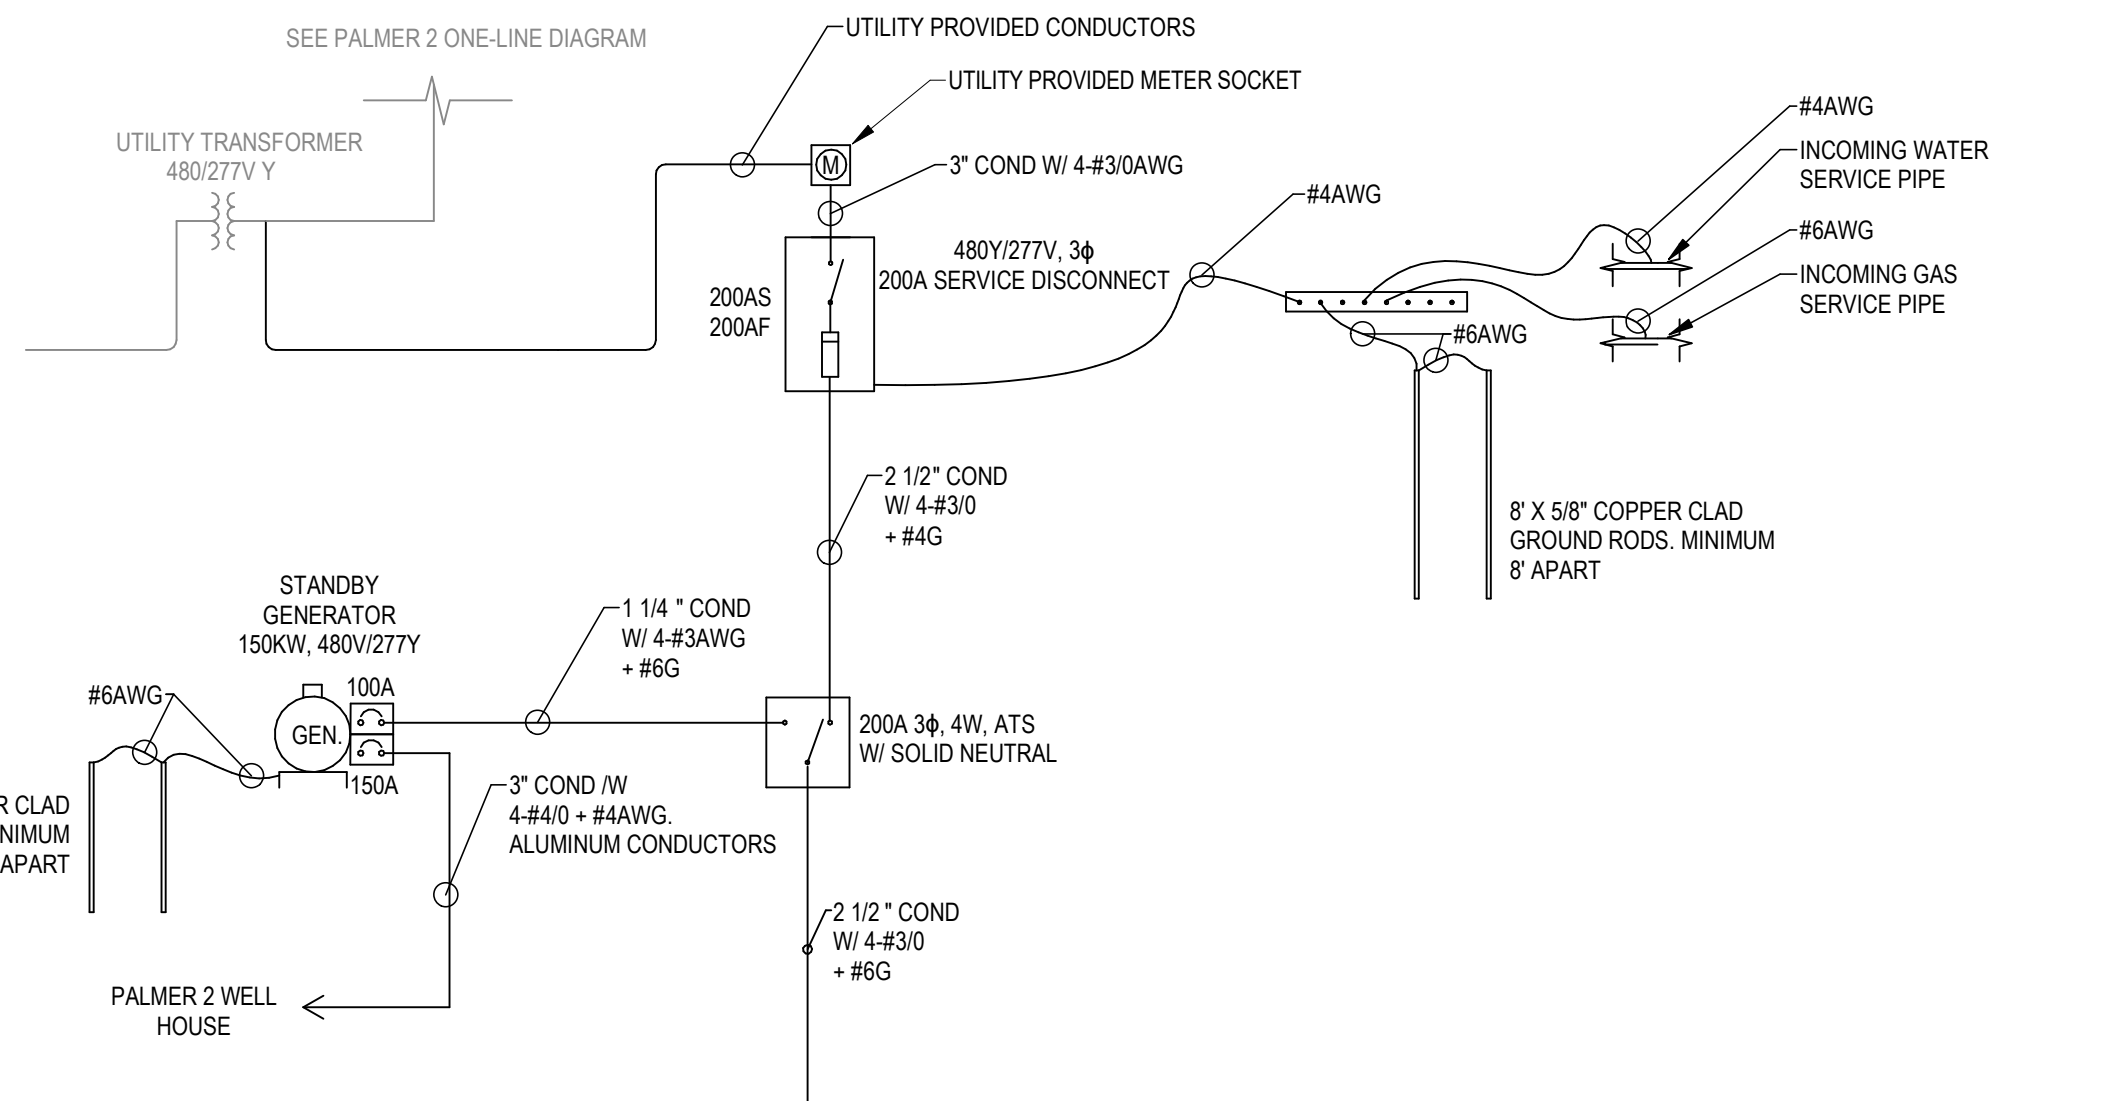 SEE PALMER 2 ONE-LINE DIAGRAM
UTILITY PROVIDED CONDUCTORS
UTILITY PROVIDED METER SOCKET
UTILITY TRANSFORMER
480/277V Y
M
3" COND W/ 4-#3/0AWG
#4AWG
INCOMING WATER
SERVICE PIPE
#6AWG
INCOMING GAS
SERVICE PIPE
#4AWG
480Y/277V, 3ϕ
200A SERVICE DISCONNECT
200AS
200AF
#6AWG
2 1/2" COND
W/ 4-#3/0
+ #4G
8' X 5/8" COPPER CLAD
GROUND RODS. MINIMUM
8' APART
STANDBY
GENERATOR
150KW, 480V/277Y
1 1/4 " COND
W/ 4-#3AWG
+ #6G
#6AWG
100A
GEN.
150A
200A 3ϕ, 4W, ATS
W/ SOLID NEUTRAL
3" COND /W
4-#4/0 + #4AWG.
ALUMINUM CONDUCTORS
R CLAD
NIMUM
APART
2 1/2 " COND
W/ 4-#3/0
+ #6G
PALMER 2 WELL
HOUSE